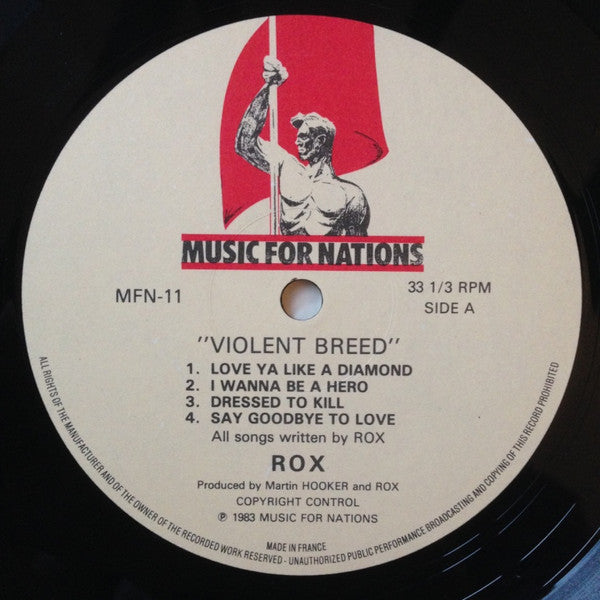 MUSIC FOR NATIONS
MFN-11
33 1/3 RPM
SIDE A
"VIOLENT BREED"
1. LOVE YA LIKE A DIAMOND
2. I WANNA BE A HERO
3. DRESSED TO KILL
4. SAY GOODBYE TO LOVE
All songs written by ROX
ROX
Produced by Martin HOOKER and ROX
COPYRIGHT CONTROL
℗ 1983 MUSIC FOR NATIONS
MADE IN FRANCE
ALL RIGHTS OF THE MANUFACTURER AND OF THE OWNER OF THE RECORDED WORK RESERVED - UNAUTHORIZED PUBLIC PERFORMANCE BROADCASTING AND COPYING OF THIS RECORD PROHIBITED